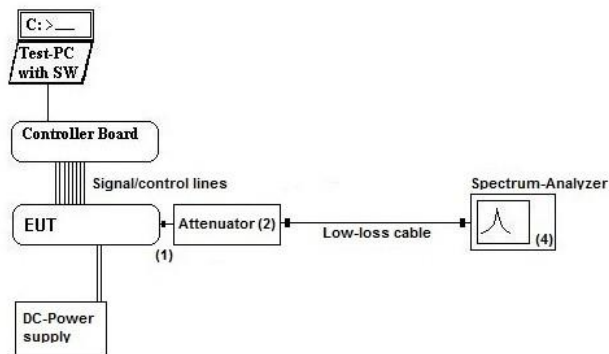 C: >__
Test-PC
with SW
Controller Board
Signal/control lines
Spectrum-Analyzer
EUT
Attenuator (2)
Low-loss cable
(4)
(1)
DC-Power
supply